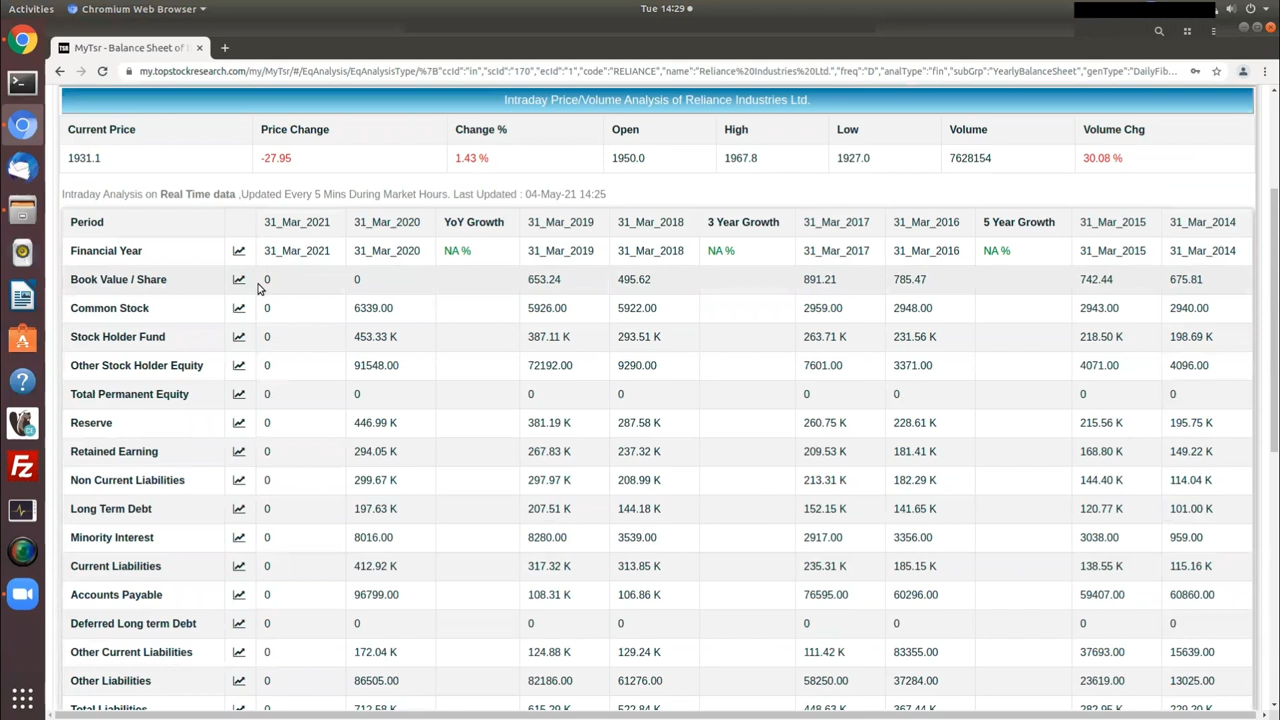 Activities Chromium Web Browser Tue 14:29
TSR MyTsr - Balance Sheet of
my.topstockresearch.com/my/MyTsr/#/EqAnalysis/EqAnalysisType/%7B"ccId":"in","scId":"170","ecId":"1","code":"RELIANCE","name":"Reliance%20Industries%20Ltd.","freq":"D","analType":"fin","subGrp":"YearlyBalanceSheet","genType":"DailyFib...
Intraday Price/Volume Analysis of Reliance Industries Ltd.
Current Price Price Change Change % Open High Low Volume Volume Chg
1931.1 -27.95 1.43 % 1950.0 1967.8 1927.0 7628154 30.08 %
Intraday Analysis on Real Time data ,Updated Every 5 Mins During Market Hours. Last Updated : 04-May-21 14:25
Period 31_Mar_2021 31_Mar_2020 YoY Growth 31_Mar_2019 31_Mar_2018 3 Year Growth 31_Mar_2017 31_Mar_2016 5 Year Growth 31_Mar_2015 31_Mar_2014
Financial Year 31_Mar_2021 31_Mar_2020 NA % 31_Mar_2019 31_Mar_2018 NA % 31_Mar_2017 31_Mar_2016 NA % 31_Mar_2015 31_Mar_2014
Book Value / Share 0 0 653.24 495.62 891.21 785.47 742.44 675.81
Common Stock 0 6339.00 5926.00 5922.00 2959.00 2948.00 2943.00 2940.00
Stock Holder Fund 0 453.33 K 387.11 K 293.51 K 263.71 K 231.56 K 218.50 K 198.69 K
Other Stock Holder Equity 0 91548.00 72192.00 9290.00 7601.00 3371.00 4071.00 4096.00
Total Permanent Equity 0 0 0 0 0 0 0 0
Reserve 0 446.99 K 381.19 K 287.58 K 260.75 K 228.61 K 215.56 K 195.75 K
Retained Earning 0 294.05 K 267.83 K 237.32 K 209.53 K 181.41 K 168.80 K 149.22 K
Non Current Liabilities 0 299.67 K 297.97 K 208.99 K 213.31 K 182.29 K 144.40 K 114.04 K
Long Term Debt 0 197.63 K 207.51 K 144.18 K 152.15 K 141.65 K 120.77 K 101.00 K
Minority Interest 0 8016.00 8280.00 3539.00 2917.00 3356.00 3038.00 959.00
Current Liabilities 0 412.92 K 317.32 K 313.85 K 235.31 K 185.15 K 138.55 K 115.16 K
Accounts Payable 0 96799.00 108.31 K 106.86 K 76595.00 60296.00 59407.00 60860.00
Deferred Long term Debt 0 0 0 0 0 0 0 0
Other Current Liabilities 0 172.04 K 124.88 K 129.24 K 111.42 K 83355.00 37693.00 15639.00
Other Liabilities 0 86505.00 82186.00 61276.00 58250.00 37284.00 23619.00 13025.00
Total Liabilities 0 712.58 K 615.29 K 522.84 K 448.63 K 367.44 K 282.95 K 229.20 K